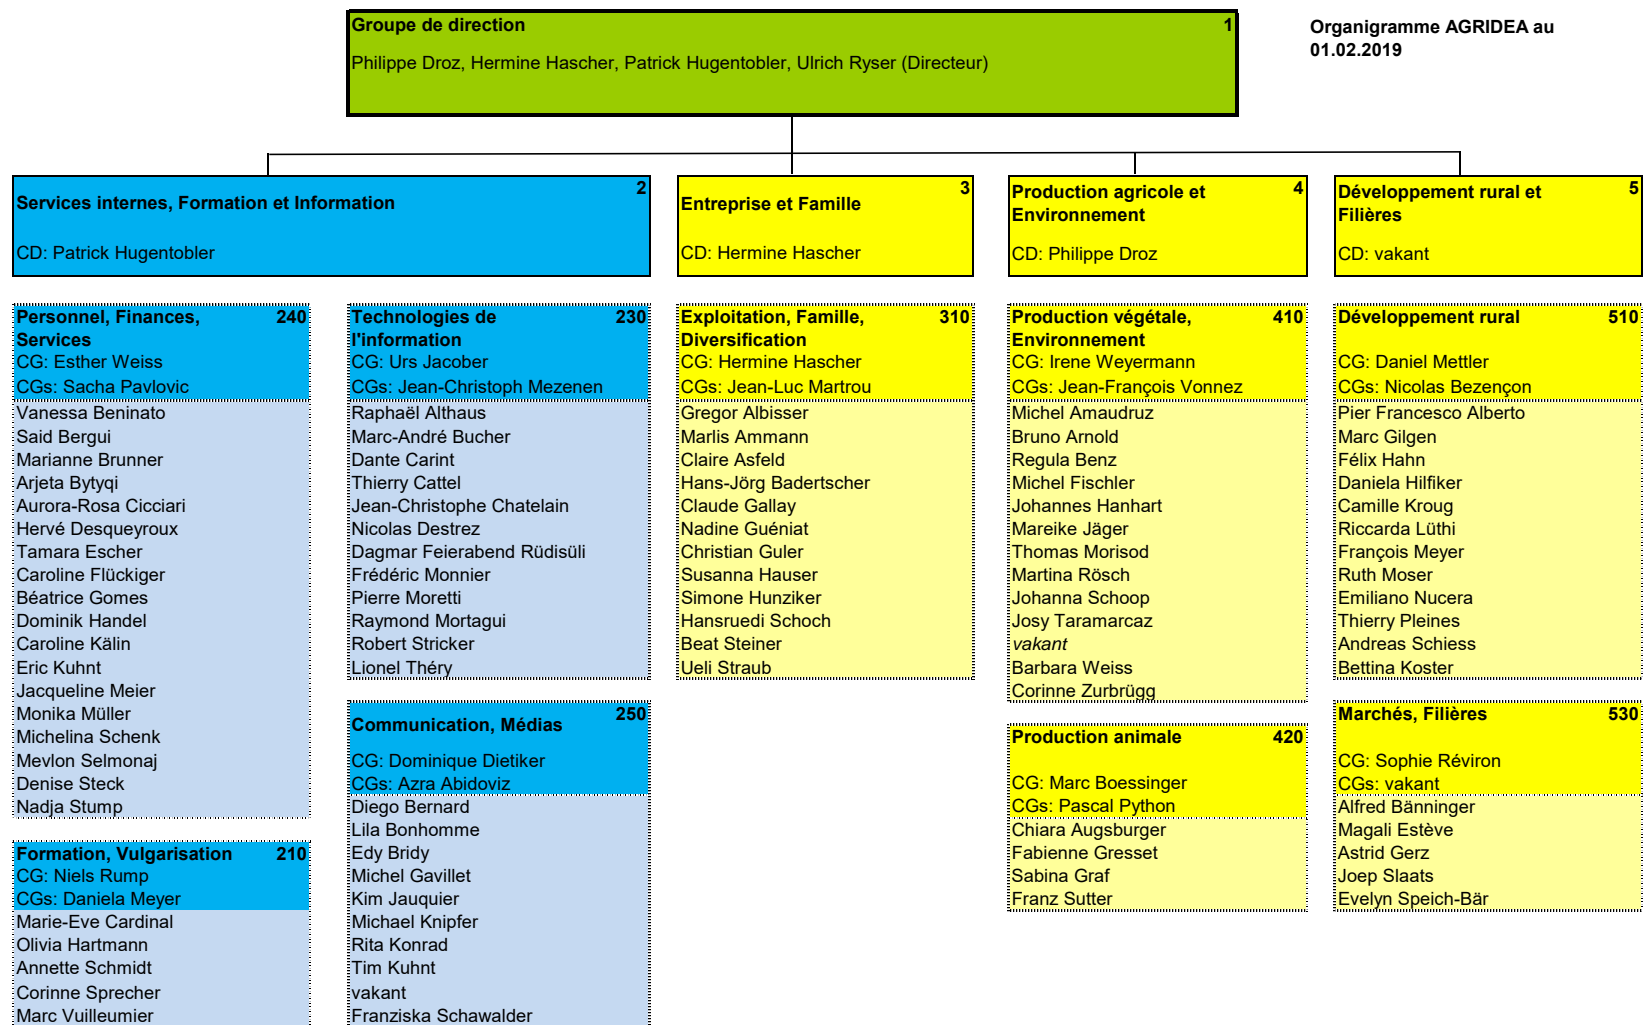 Groupe de direction 1
Philippe Droz, Hermine Hascher, Patrick Hugentobler, Ulrich Ryser (Directeur)
Organigramme AGRIDEA au
01.02.2019
Services internes, Formation et Information 2
CD: Patrick Hugentobler
Entreprise et Famille 3
CD: Hermine Hascher
Production agricole et 4
Environnement
CD: Philippe Droz
Développement rural et 5
Filières
CD: vakant
Personnel, Finances, 240
Services
CG: Esther Weiss
CGs: Sacha Pavlovic
Vanessa Beninato
Said Bergui
Marianne Brunner
Arjeta Bytyqi
Aurora-Rosa Cicciari
Hervé Desqueyroux
Tamara Escher
Caroline Flückiger
Béatrice Gomes
Dominik Handel
Caroline Kälin
Eric Kuhnt
Jacqueline Meier
Monika Müller
Michelina Schenk
Mevlon Selmonaj
Denise Steck
Nadja Stump
Formation, Vulgarisation 210
CG: Niels Rump
CGs: Daniela Meyer
Marie-Eve Cardinal
Olivia Hartmann
Annette Schmidt
Corinne Sprecher
Marc Vuilleumier
Technologies de 230
l'information
CG: Urs Jacober
CGs: Jean-Christoph Mezenen
Raphaël Althaus
Marc-André Bucher
Dante Carint
Thierry Cattel
Jean-Christophe Chatelain
Nicolas Destrez
Dagmar Feierabend Rüdisüli
Frédéric Monnier
Pierre Moretti
Raymond Mortagui
Robert Stricker
Lionel Théry
Communication, Médias 250
CG: Dominique Dietiker
CGs: Azra Abidoviz
Diego Bernard
Lila Bonhomme
Edy Bridy
Michel Gavillet
Kim Jauquier
Michael Knipfer
Rita Konrad
Tim Kuhnt
vakant
Franziska Schawalder
Exploitation, Famille, 310
Diversification
CG: Hermine Hascher
CGs: Jean-Luc Martrou
Gregor Albisser
Marlis Ammann
Claire Asfeld
Hans-Jörg Badertscher
Claude Gallay
Nadine Guéniat
Christian Guler
Susanna Hauser
Simone Hunziker
Hansruedi Schoch
Beat Steiner
Ueli Straub
Production végétale, 410
Environnement
CG: Irene Weyermann
CGs: Jean-François Vonnez
Michel Amaudruz
Bruno Arnold
Regula Benz
Michel Fischler
Johannes Hanhart
Mareike Jäger
Thomas Morisod
Martina Rösch
Johanna Schoop
Josy Taramarcaz
vakant
Barbara Weiss
Corinne Zurbrügg
Production animale 420
CG: Marc Boessinger
CGs: Pascal Python
Chiara Augsburger
Fabienne Gresset
Sabina Graf
Franz Sutter
Développement rural 510
CG: Daniel Mettler
CGs: Nicolas Bezençon
Pier Francesco Alberto
Marc Gilgen
Félix Hahn
Daniela Hilfiker
Camille Kroug
Riccarda Lüthi
François Meyer
Ruth Moser
Emiliano Nucera
Thierry Pleines
Andreas Schiess
Bettina Koster
Marchés, Filières 530
CG: Sophie Réviron
CGs: vakant
Alfred Bänninger
Magali Estève
Astrid Gerz
Joep Slaats
Evelyn Speich-Bär